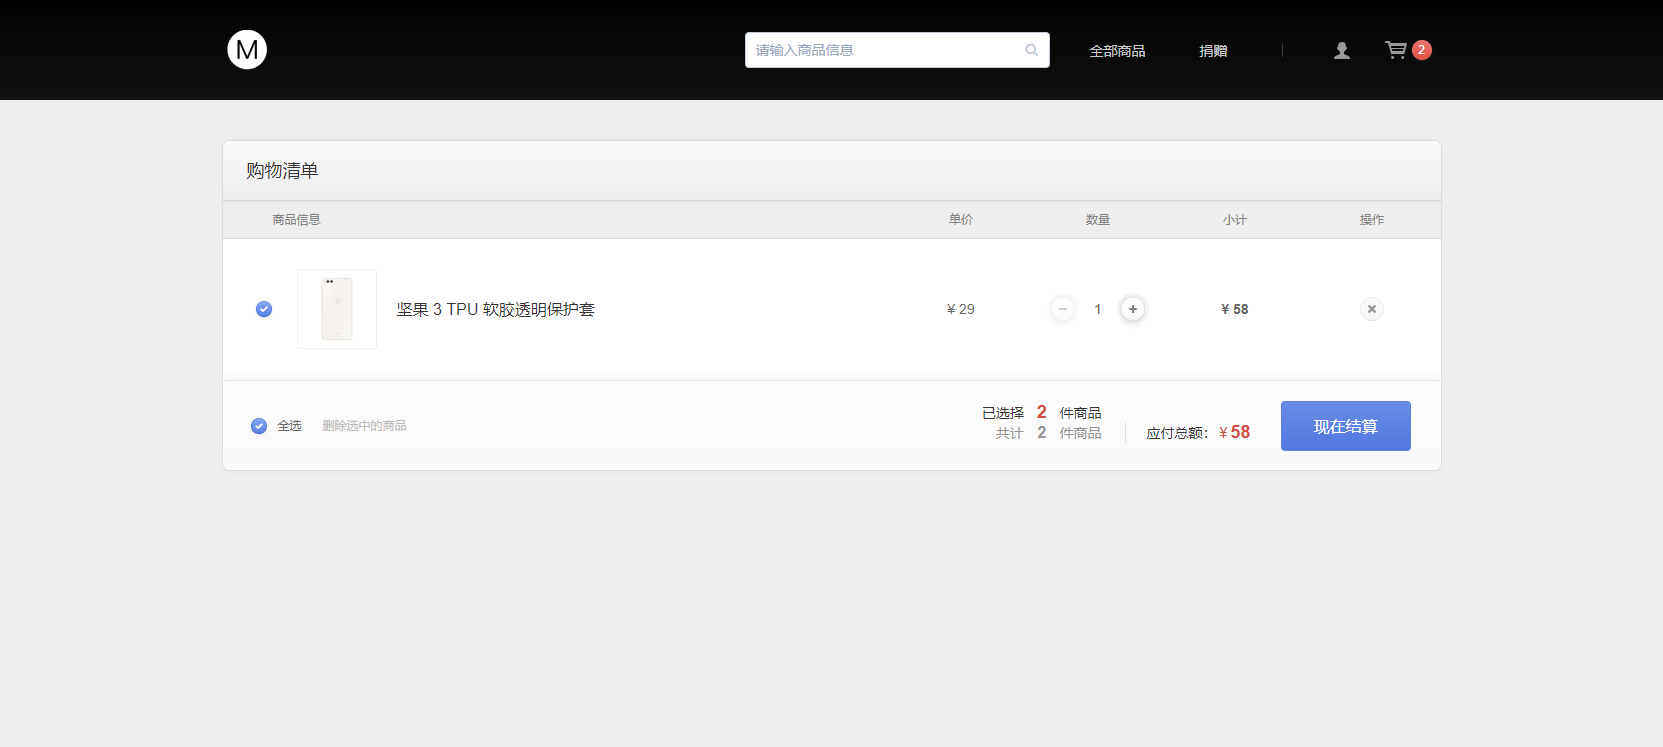 M
请输入商品信息
全部商品
捐赠
2
购物清单
商品信息 单价 数量 小计 操作
坚果 3 TPU 软胶透明保护套 ¥ 29 − 1 + ¥ 58
全选 删除选中的商品
已选择 2 件商品
共计 2 件商品
应付总额： ¥ 58
现在结算